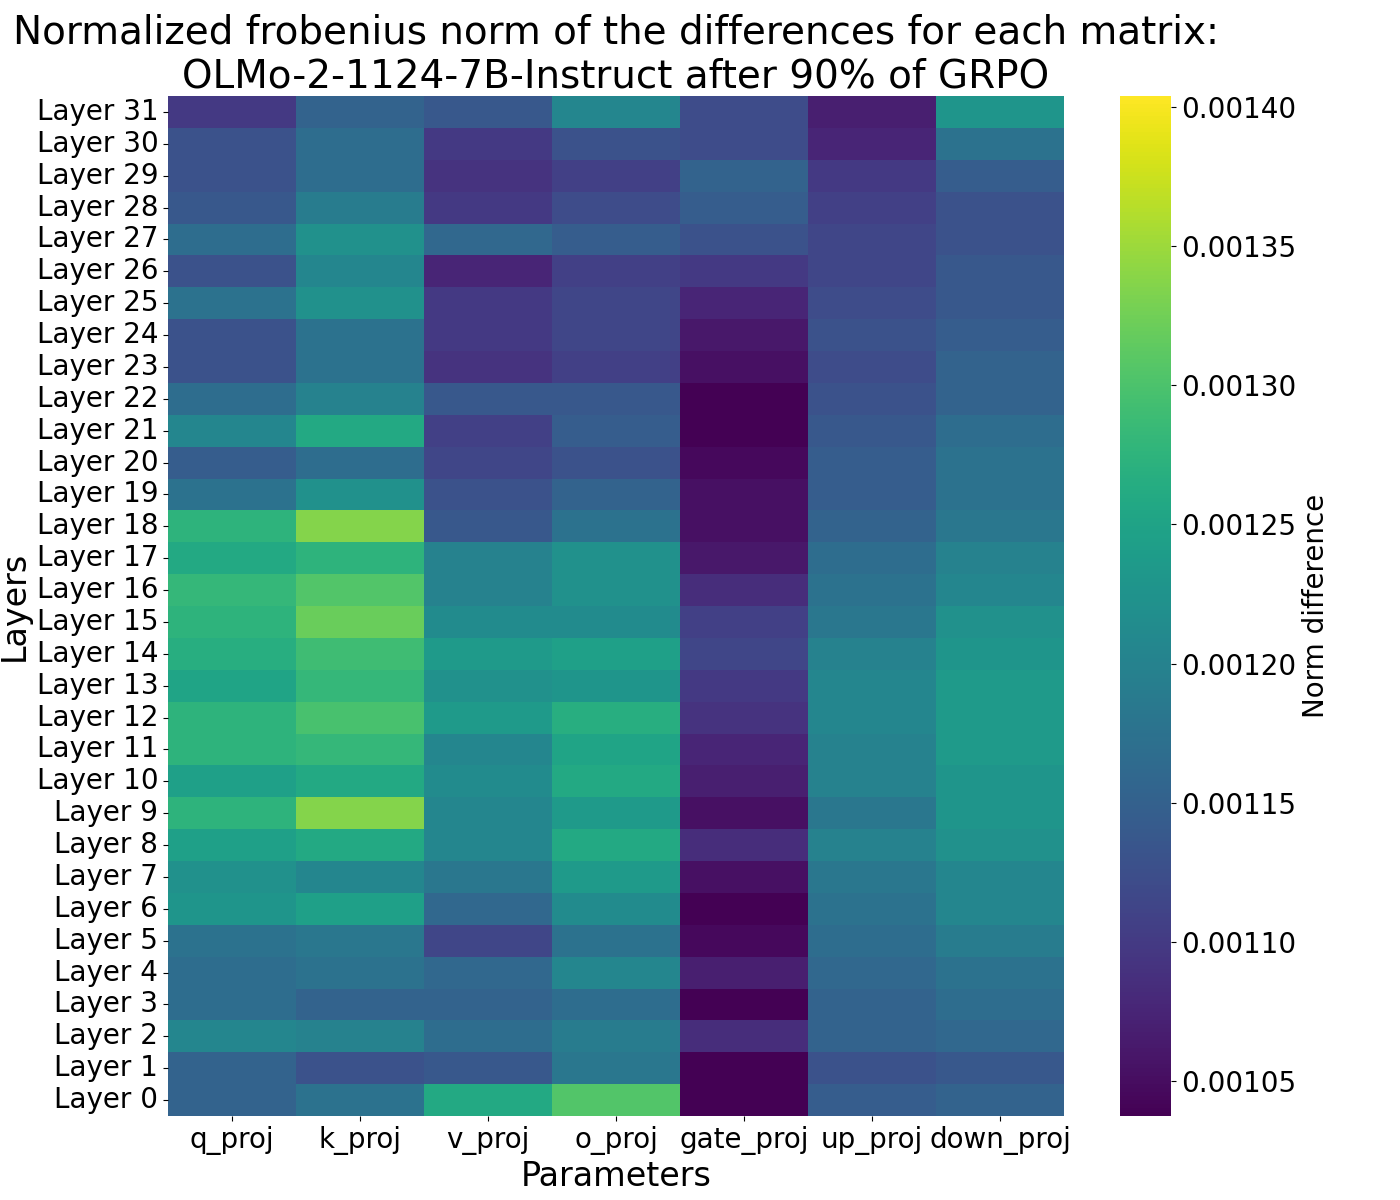 Normalized frobenius norm of the differences for each matrix:
OLMo-2-1124-7B-Instruct after 90% of GRPO
Layers
Layer 31
Layer 30
Layer 29
Layer 28
Layer 27
Layer 26
Layer 25
Layer 24
Layer 23
Layer 22
Layer 21
Layer 20
Layer 19
Layer 18
Layer 17
Layer 16
Layer 15
Layer 14
Layer 13
Layer 12
Layer 11
Layer 10
Layer 9
Layer 8
Layer 7
Layer 6
Layer 5
Layer 4
Layer 3
Layer 2
Layer 1
Layer 0
q_proj k_proj v_proj o_proj gate_proj up_proj down_proj
Parameters
0.00140
0.00135
0.00130
0.00125
0.00120
0.00115
0.00110
0.00105
Norm difference